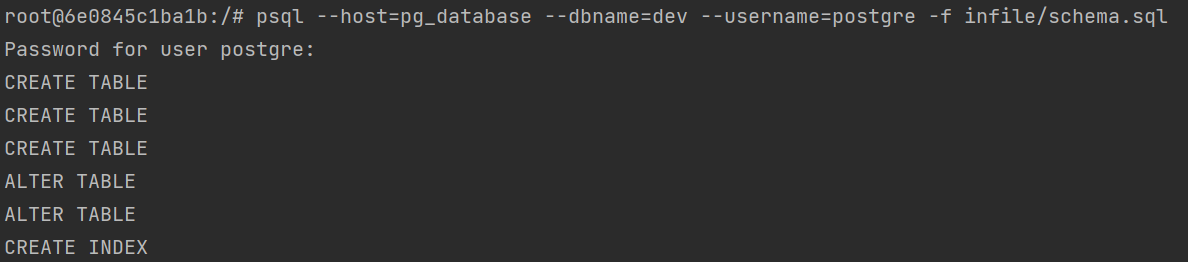 root@6e0845c1ba1b:/# psql --host=pg_database --dbname=dev --username=postgre -f infile/schema.sql
Password for user postgre:
CREATE TABLE
CREATE TABLE
CREATE TABLE
ALTER TABLE
ALTER TABLE
CREATE INDEX